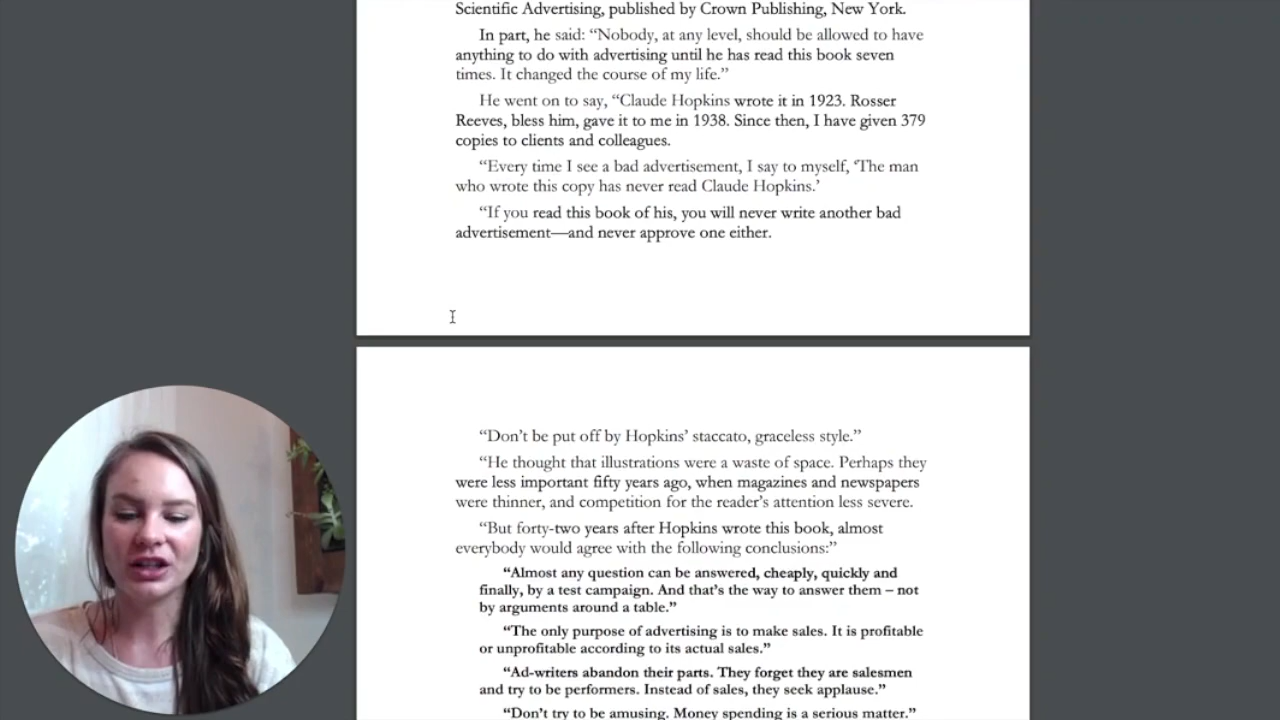 Scientific Advertising, published by Crown Publishing, New York.
In part, he said: “Nobody, at any level, should be allowed to have
anything to do with advertising until he has read this book seven
times. It changed the course of my life.”
He went on to say, “Claude Hopkins wrote it in 1923. Rosser
Reeves, bless him, gave it to me in 1938. Since then, I have given 379
copies to clients and colleagues.
“Every time I see a bad advertisement, I say to myself, ‘The man
who wrote this copy has never read Claude Hopkins.’
“If you read this book of his, you will never write another bad
advertisement—and never approve one either.
“Don’t be put off by Hopkins’ staccato, graceless style.”
“He thought that illustrations were a waste of space. Perhaps they
were less important fifty years ago, when magazines and newspapers
were thinner, and competition for the reader’s attention less severe.
“But forty-two years after Hopkins wrote this book, almost
everybody would agree with the following conclusions:”
“Almost any question can be answered, cheaply, quickly and
finally, by a test campaign. And that’s the way to answer them – not
by arguments around a table.”
“The only purpose of advertising is to make sales. It is profitable
or unprofitable according to its actual sales.”
“Ad-writers abandon their parts. They forget they are salesmen
and try to be performers. Instead of sales, they seek applause.”
“Don’t try to be amusing. Money spending is a serious matter.”